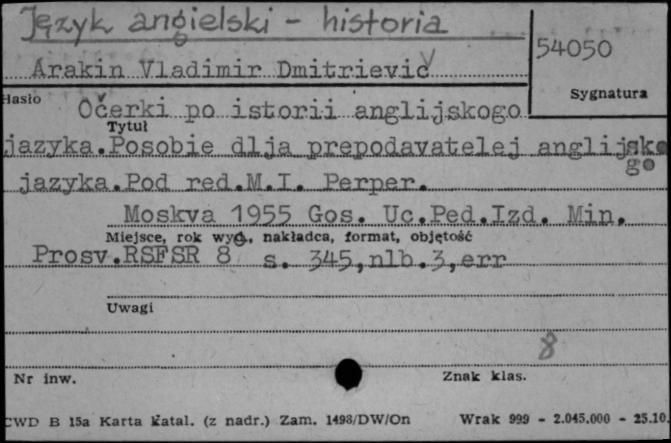 Język angielski - historia
54050
Arakin Vladimir Dmitrievič
Hasło
Sygnatura
Očerki po istorii anglijskogo
Tytuł
jazyka.Posobie dlja prepodavatelej anglijsko
go
jazyka.Pod red.M.I. Perper.
Moskva 1955 Gos. Uc.Ped.Izd. Min.
Miejsce, rok wyd., nakładca, format, objętość
Prosv.RSFSR 8 s. 345,nlb.3,err
Uwagi
8
Nr inw.
Znak klas.
CWD B 15a Karta katal. (z nadr.) Zam. 1493/DW/On Wrak 999 - 2.045.000 - 25.10.